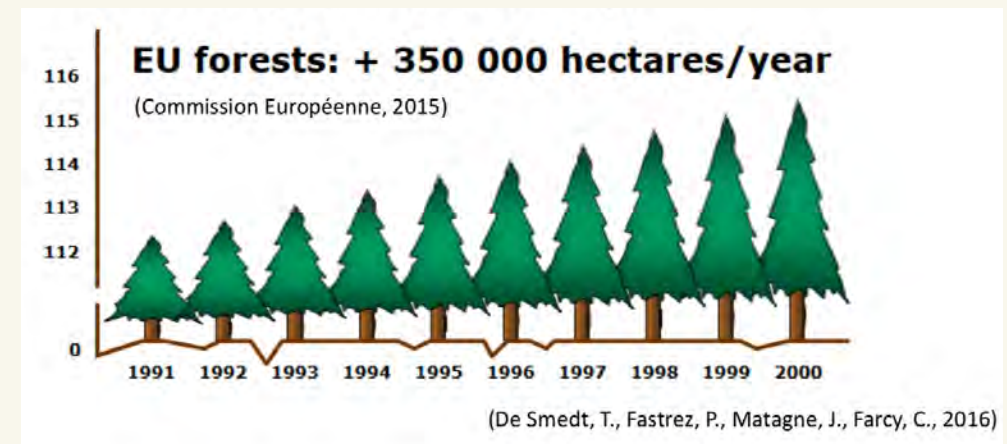 EU forests: + 350 000 hectares/year
(Commission Européenne, 2015)
116
115
114
113
112
0
1991 1992 1993 1994 1995 1996 1997 1998 1999 2000
(De Smedt, T., Fastrez, P., Matagne, J., Farcy, C., 2016)